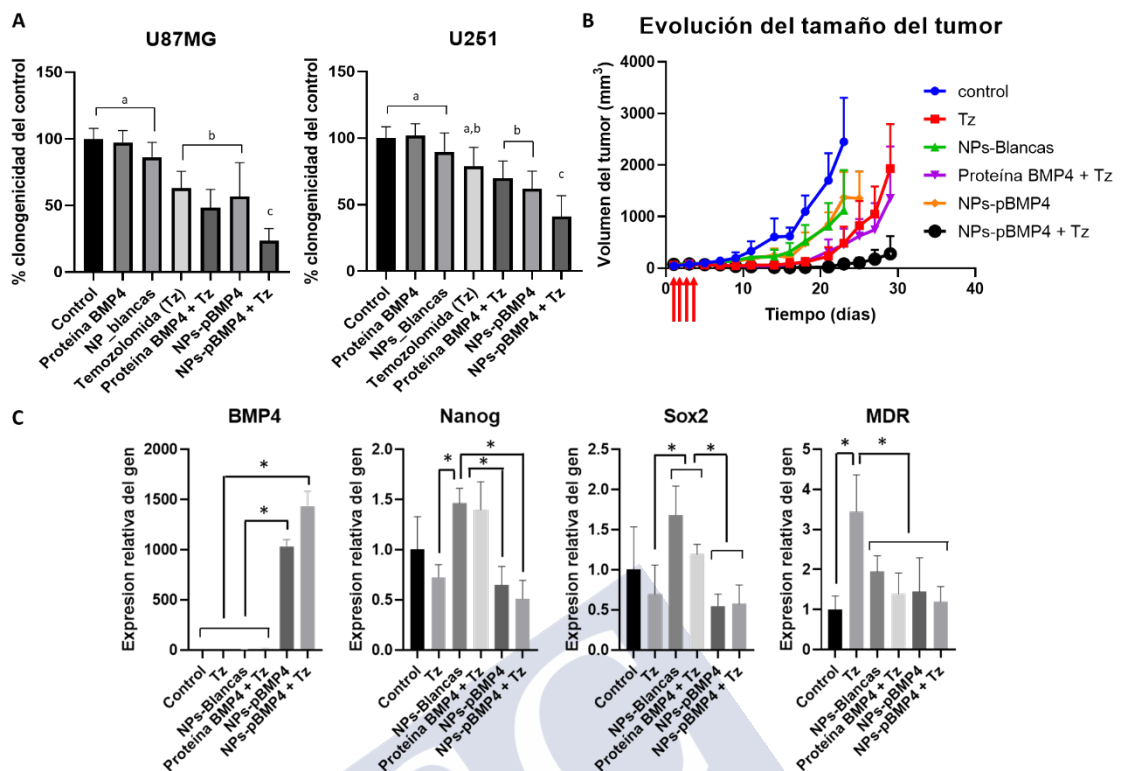 A
U87MG
% clonogenicidad del control
150
100
50
0
a
b
c
Control
Proteína BMP4
NP_blancas
Temozolomida (Tz)
Proteína BMP4 + Tz
NPs-pBMP4
NPs-pBMP4 + Tz
U251
% clonogenicidad del control
150
100
50
0
a
a,b
b
c
Control
Proteína BMP4
NPs_Blancas
Temozolomida (Tz)
Proteína BMP4 + Tz
NPs-pBMP4
NPs-pBMP4 + Tz
B
Evolución del tamaño del tumor
Volumen del tumor (mm³)
4000
3000
2000
1000
0
10
20
30
40
Tiempo (días)
control
Tz
NPs-Blancas
Proteína BMP4 + Tz
NPs-pBMP4
NPs-pBMP4 + Tz
C
BMP4
Expresion relativa del gen
2000
1500
1000
500
0
*
*
Control
Tz
NPs-Blancas
Proteína BMP4 + Tz
NPs-pBMP4
NPs-pBMP4 + Tz
Nanog
Expresion relativa del gen
2.0
1.5
1.0
0.5
0.0
*
*
*
Control
Tz
NPs-Blancas
Proteína BMP4 + Tz
NPs-pBMP4
NPs-pBMP4 + Tz
Sox2
Expresion relativa del gen
2.5
2.0
1.5
1.0
0.5
0.0
*
*
Control
Tz
NPs-Blancas
Proteína BMP4 + Tz
NPs-pBMP4
NPs-pBMP4 + Tz
MDR
Expresion relativa del gen
5
4
3
2
1
0
*
*
Control
Tz
NPs-Blancas
Proteína BMP4 + Tz
NPs-pBMP4
NPs-pBMP4 + Tz